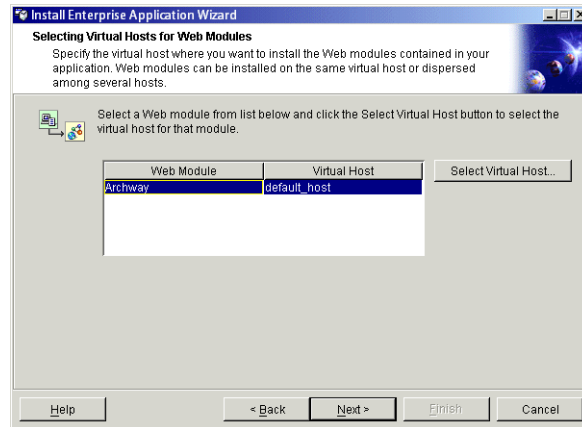 Install Enterprise Application Wizard
Selecting Virtual Hosts for Web Modules
Specify the virtual host where you want to install the Web modules contained in your
application. Web modules can be installed on the same virtual host or dispersed
among several hosts.
Select a Web module from list below and click the Select Virtual Host button to select the
virtual host for that module.
Web Module Virtual Host Select Virtual Host...
Archway default_host
Help < Back Next > Finish Cancel